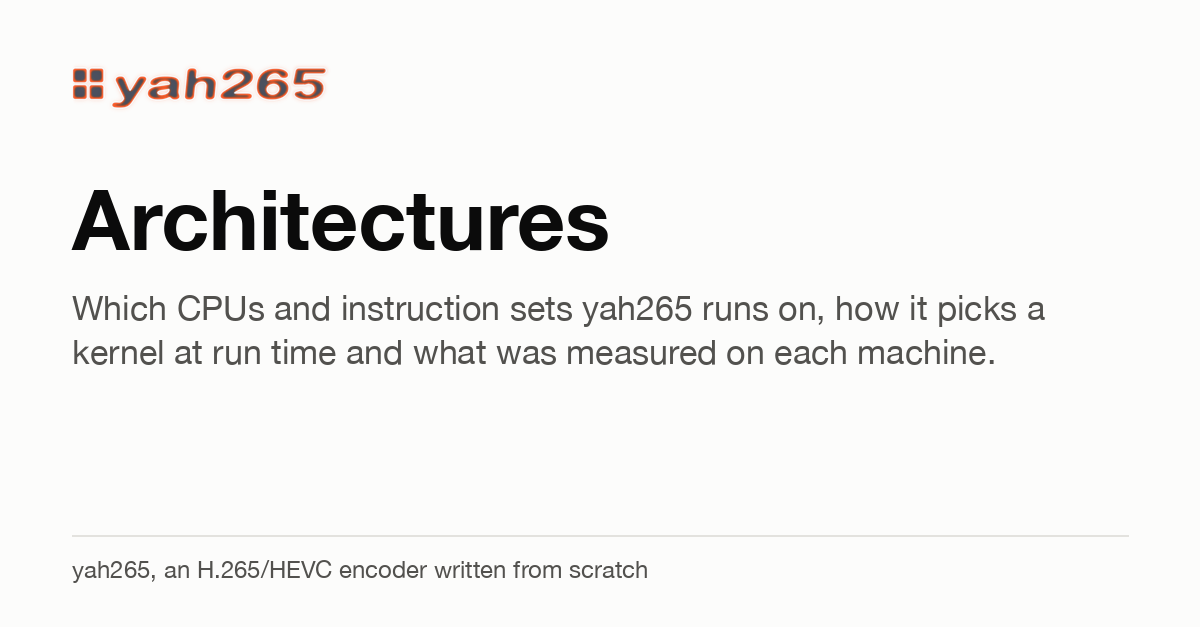 yah265
Architectures
Which CPUs and instruction sets yah265 runs on, how it picks a
kernel at run time and what was measured on each machine.
yah265, an H.265/HEVC encoder written from scratch